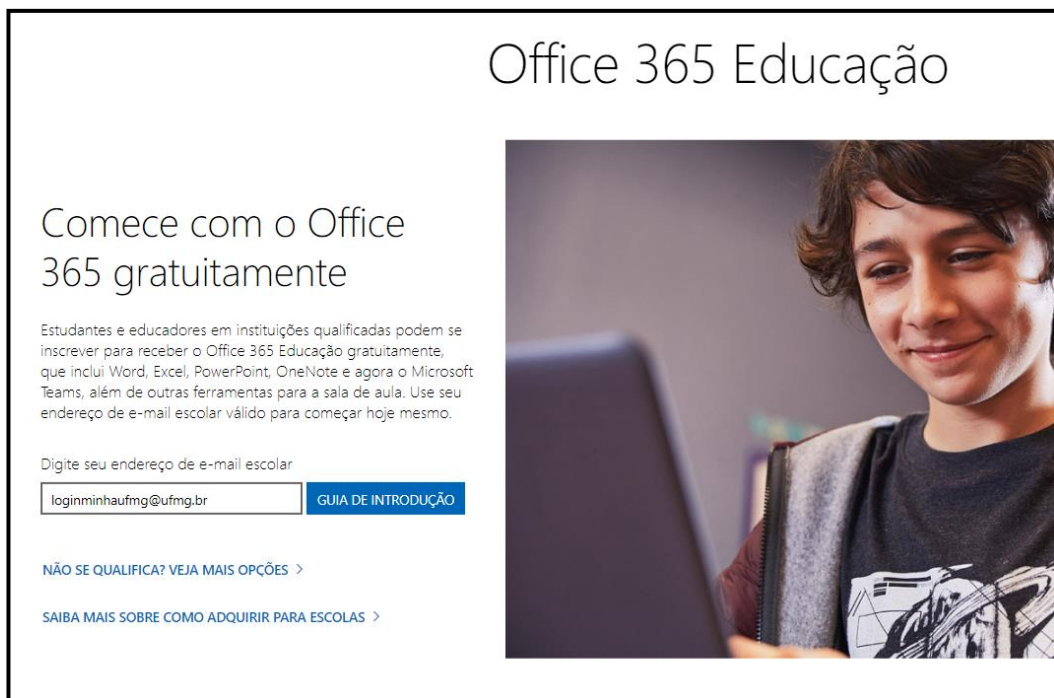 Office 365 Educação
Comece com o Office
365 gratuitamente
Estudantes e educadores em instituições qualificadas podem se
inscrever para receber o Office 365 Educação gratuitamente,
que inclui Word, Excel, PowerPoint, OneNote e agora o Microsoft
Teams, além de outras ferramentas para a sala de aula. Use seu
endereço de e-mail escolar válido para começar hoje mesmo.
Digite seu endereço de e-mail escolar
loginminhaufmg@ufmg.br GUIA DE INTRODUÇÃO
NÃO SE QUALIFICA? VEJA MAIS OPÇÕES >
SAIBA MAIS SOBRE COMO ADQUIRIR PARA ESCOLAS >